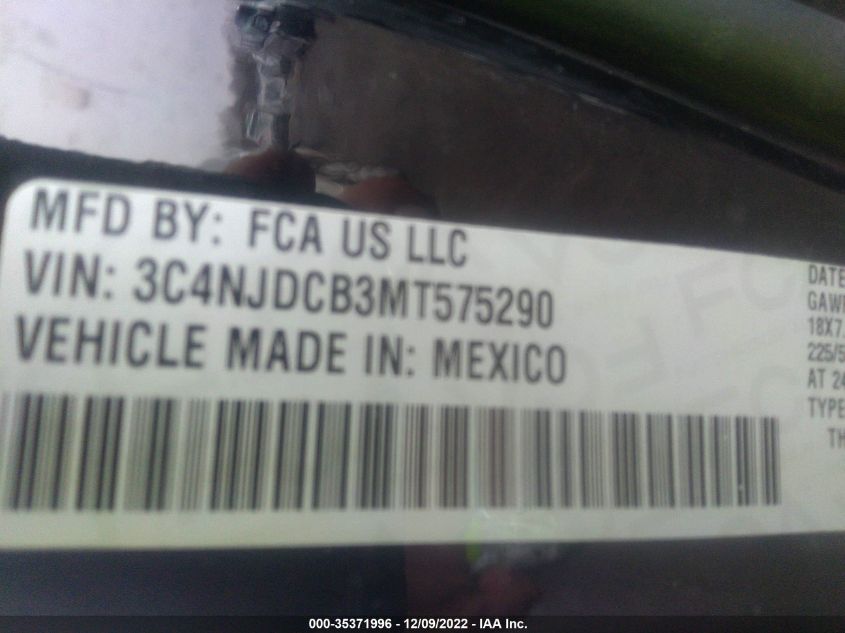 MFD BY: FCA US LLC
VIN: 3C4NJDCB3MT575290
VEHICLE MADE IN: MEXICO
DATE
GAW
18X7.
225/5
AT 24
TYPE
TH
000-35371996 - 12/09/2022 - IAA Inc.